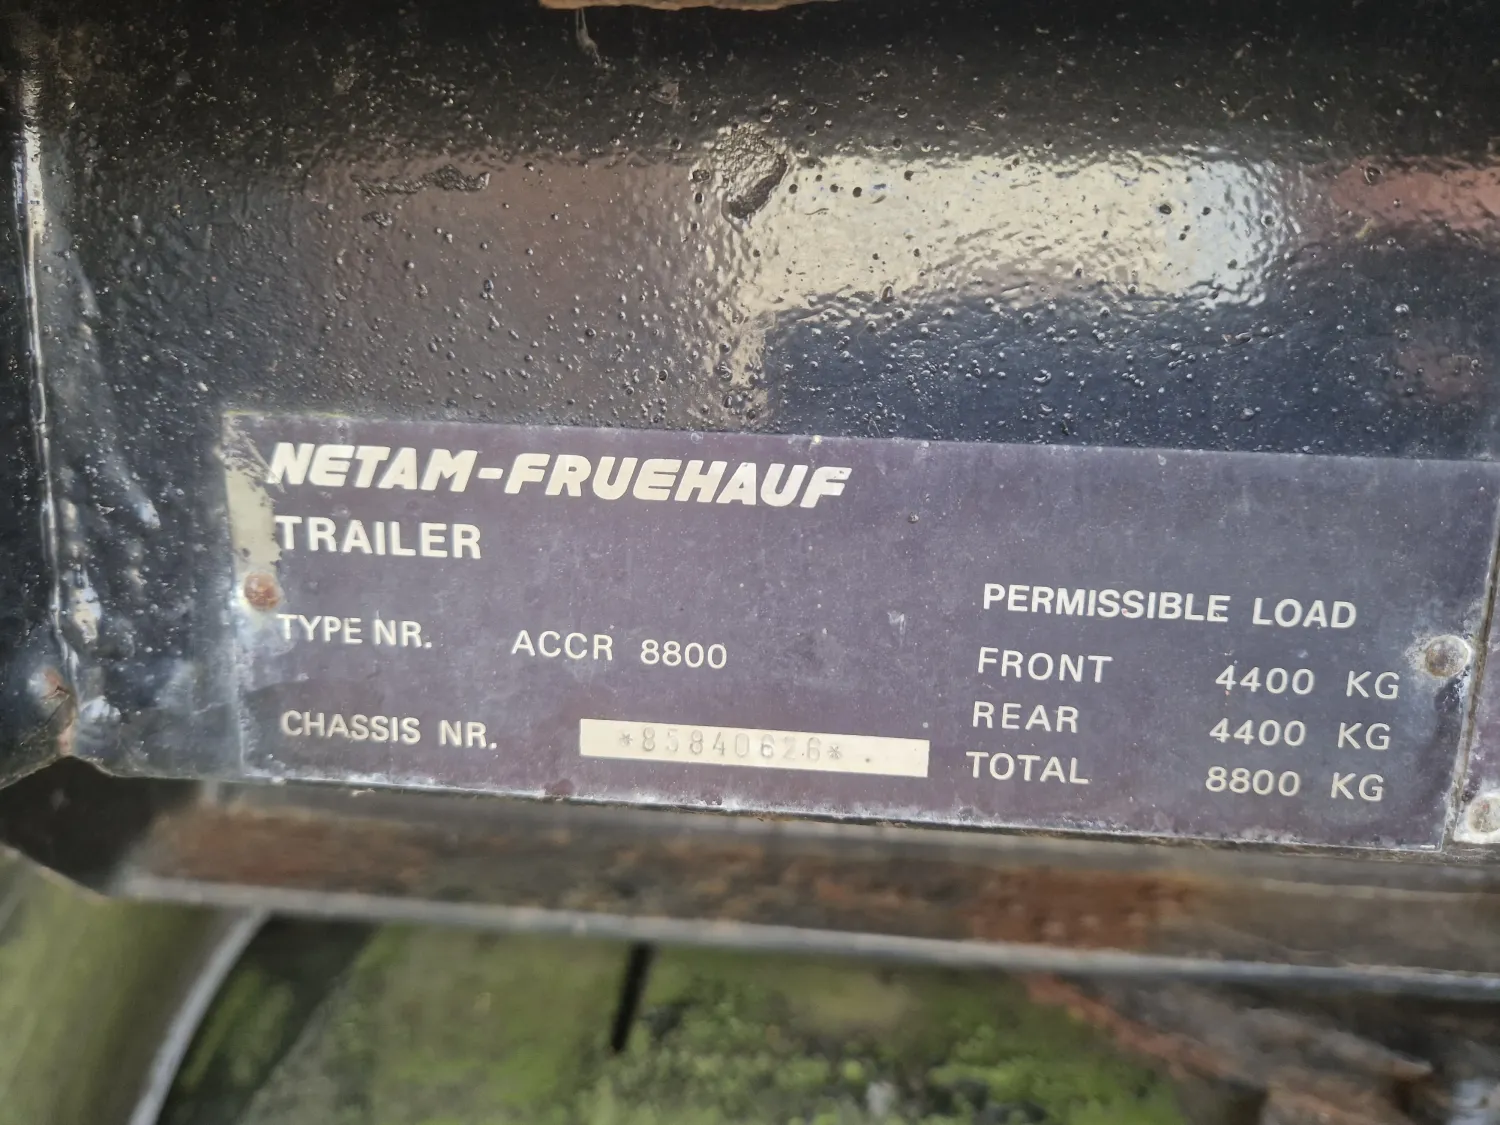 NETAM-FRUEHAUF
TRAILER
TYPE NR. ACCR 8800
CHASSIS NR. *85840626*
PERMISSIBLE LOAD
FRONT 4400 KG
REAR 4400 KG
TOTAL 8800 KG